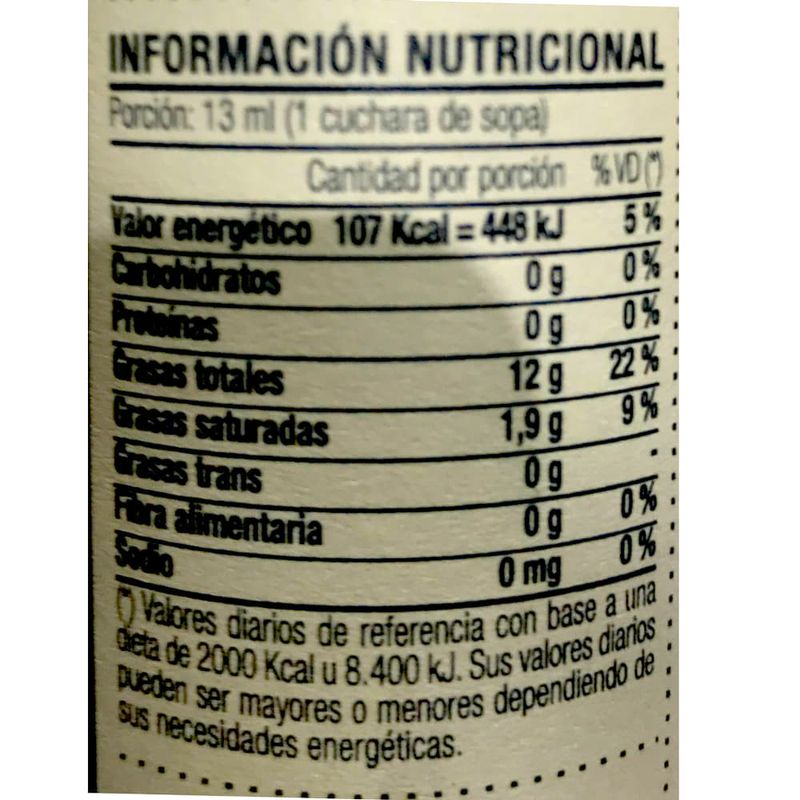 INFORMACIÓN NUTRICIONAL
Porción: 13 ml (1 cuchara de sopa)
Cantidad por porción % VD (*)
Valor energético 107 Kcal = 448 kJ 5 %
Carbohidratos 0 g 0 %
Proteínas 0 g 0 %
Grasas totales 12 g 22 %
Grasas saturadas 1,9 g 9 %
Grasas trans 0 g -
Fibra alimentaria 0 g 0 %
Sodio 0 mg 0 %
(*) Valores diarios de referencia con base a una
dieta de 2000 Kcal u 8.400 kJ. Sus valores diarios
pueden ser mayores o menores dependiendo de
sus necesidades energéticas.